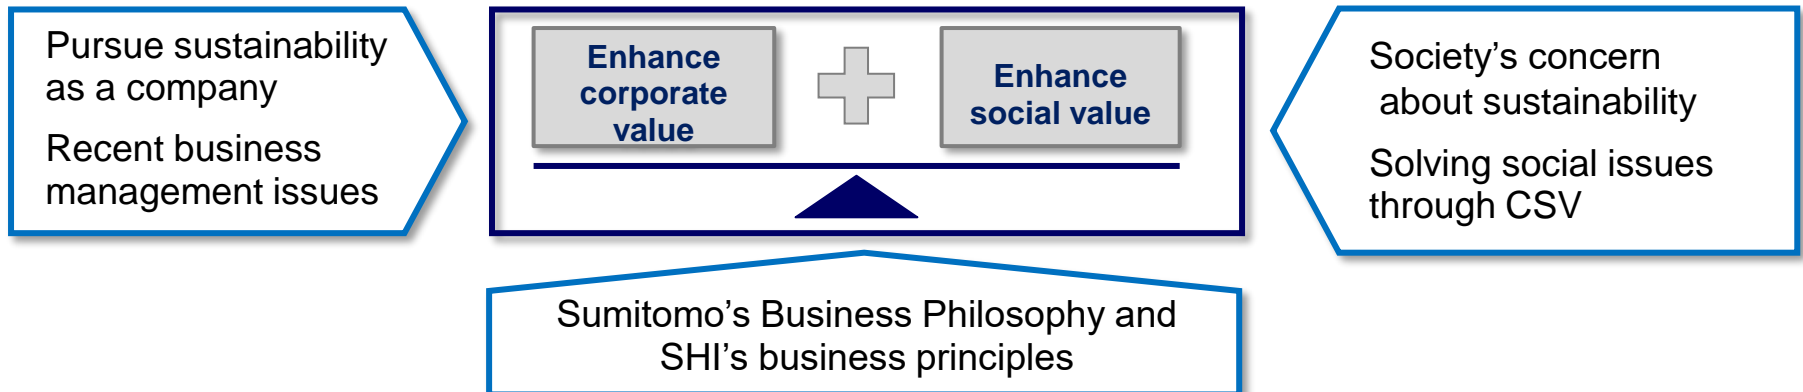 Pursue sustainability
as a company
Recent business
management issues
Enhance
corporate
value
Enhance
social value
Society’s concern
about sustainability
Solving social issues
through CSV
Sumitomo’s Business Philosophy and
SHI’s business principles